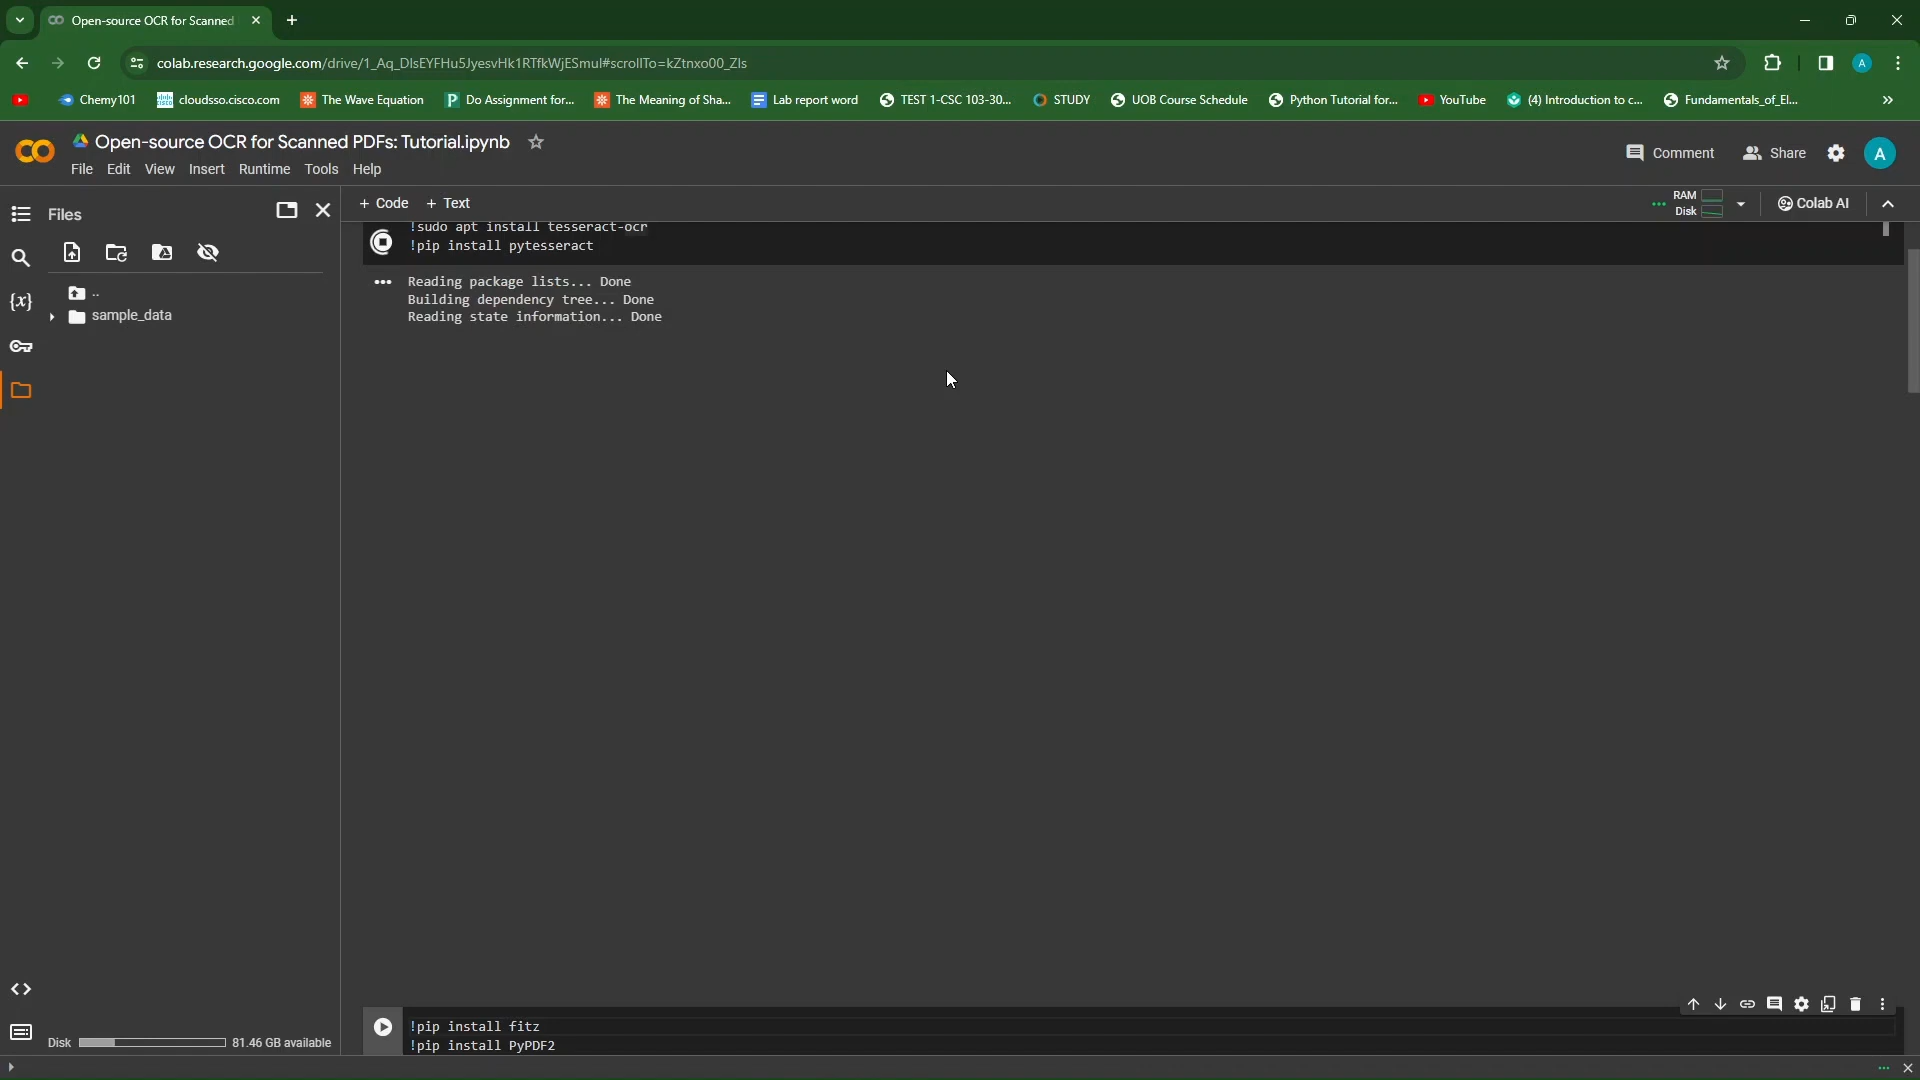 Open-source OCR for Scanned
colab.research.google.com/drive/1_Aq_DIsEYFHu5JyesvHk1RTfkWjESmul#scrollTo=kZtnxo00_ZIs
A
Chemy101
cloudsso.cisco.com
The Wave Equation
Do Assignment for...
The Meaning of Sha...
Lab report word
TEST 1-CSC 103-30...
STUDY
UOB Course Schedule
Python Tutorial for...
YouTube
(4) Introduction to c...
Fundamentals_of_El...
Open-source OCR for Scanned PDFs: Tutorial.ipynb
Comment
Share
A
File Edit View Insert Runtime Tools Help
Files
+ Code + Text
RAM
Disk
Colab AI
..
sample_data
!sudo apt install tesseract-ocr
!pip install pytesseract
Reading package lists... Done
Building dependency tree... Done
Reading state information... Done
!pip install fitz
!pip install PyPDF2
Disk 81.46 GB available